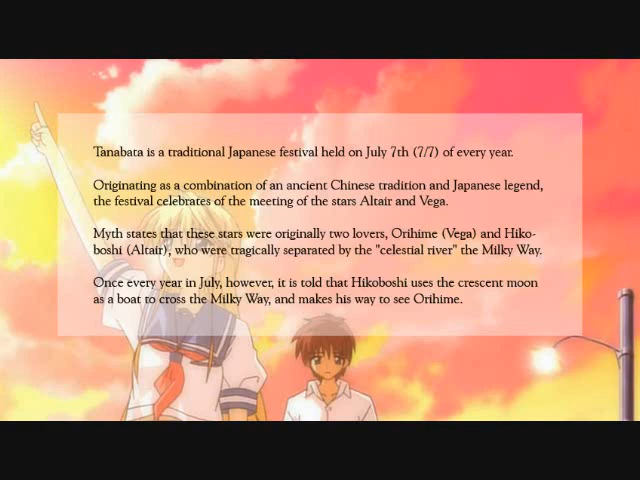 Tanabata is a traditional Japanese festival held on July 7th (7/7) of every year.
Originating as a combination of an ancient Chinese tradition and Japanese legend,
the festival celebrates of the meeting of the stars Altair and Vega.
Myth states that these stars were originally two lovers, Orihime (Vega) and Hiko-
boshi (Altair), who were tragically separated by the "celestial river" the Milky Way.
Once every year in July, however, it is told that Hikoboshi uses the crescent moon
as a boat to cross the Milky Way, and makes his way to see Orihime.